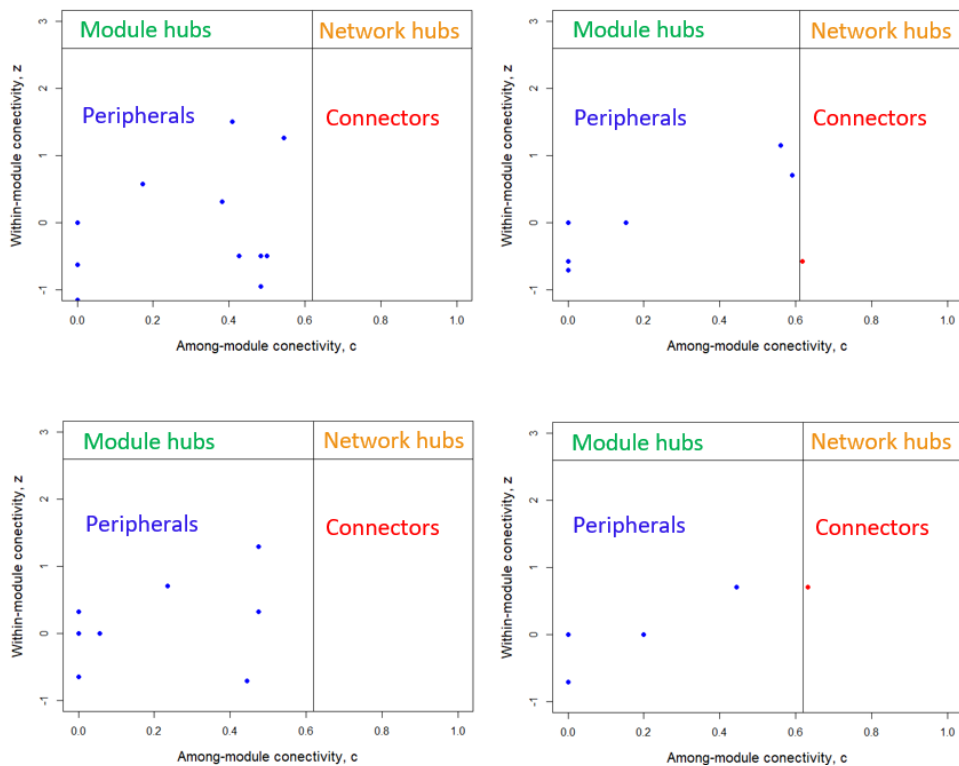 Module hubs
Network hubs
Peripherals
Connectors
Within-module connectivity, z
3
2
1
0
-1
0.0 0.2 0.4 0.6 0.8 1.0
Among-module conectivity, c
Module hubs
Network hubs
Peripherals
Connectors
Within-module connectivity, z
3
2
1
0
-1
0.0 0.2 0.4 0.6 0.8 1.0
Among-module conectivity, c
Module hubs
Network hubs
Peripherals
Connectors
Within-module connectivity, z
3
2
1
0
-1
0.0 0.2 0.4 0.6 0.8 1.0
Among-module conectivity, c
Module hubs
Network hubs
Peripherals
Connectors
Within-module connectivity, z
3
2
1
0
-1
0.0 0.2 0.4 0.6 0.8 1.0
Among-module conectivity, c